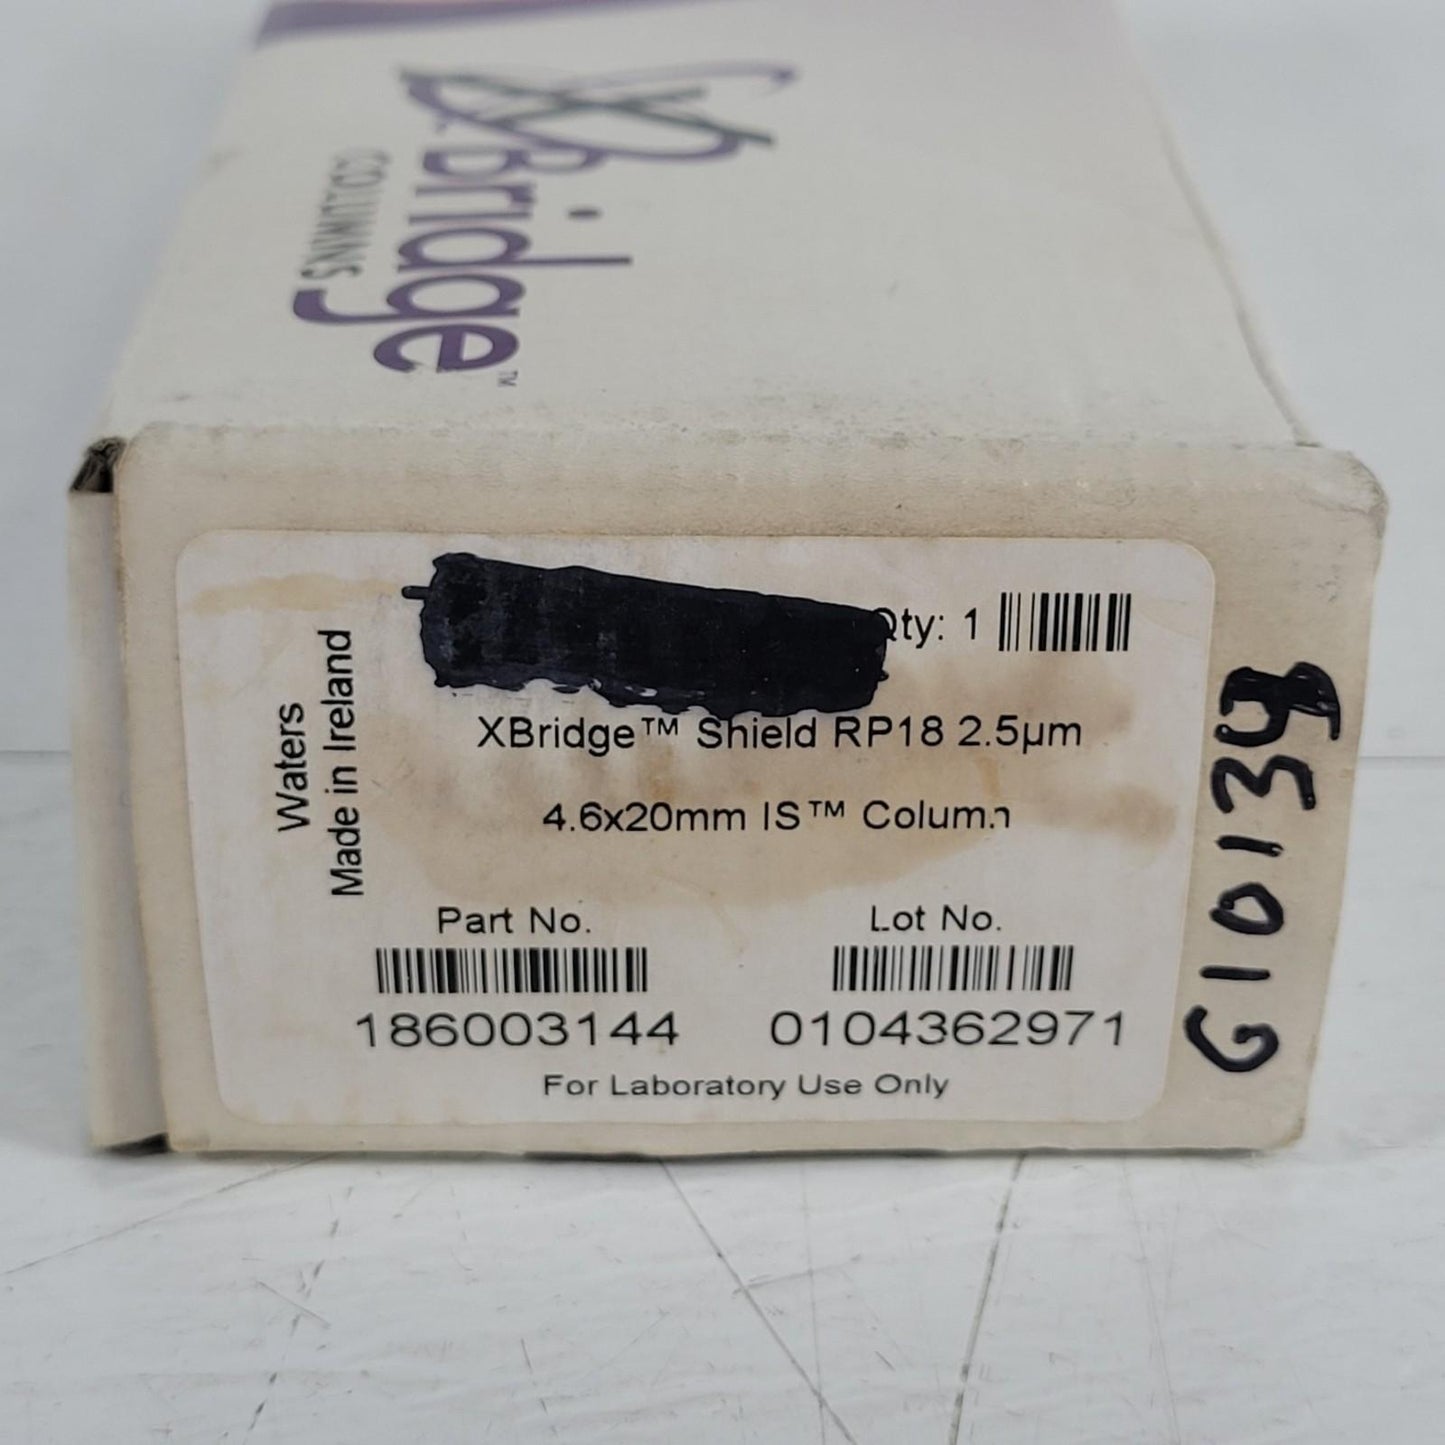 XBridge™
COLUMNS
Qty: 1
Waters
Made in Ireland
XBridge™ Shield RP18 2.5µm
4.6x20mm IS™ Column
Part No.
Lot No.
186003144
0104362971
For Laboratory Use Only